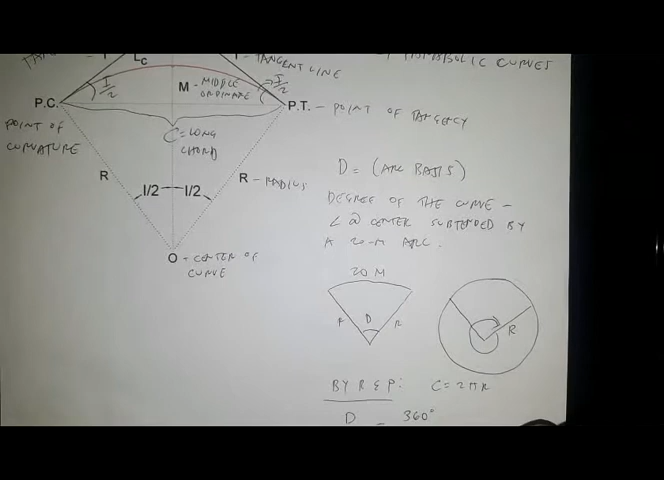 Lc
TANGENT LINE
CURVES
I/2
M - MIDDLE ORDINATE
I/2
P.C.
P.T. - POINT OF TANGENCY
POINT OF CURVATURE
C = LONG CHORD
R
I/2
I/2
R - RADIUS
O - CENTER OF CURVE
D = (ARC BASIS)
DEGREE OF THE CURVE -
∠ @ CENTER SUBTENDED BY
A 20-M ARC.
20 M
R
D
R
R
BY R & P: C = 2πR
D = 360°